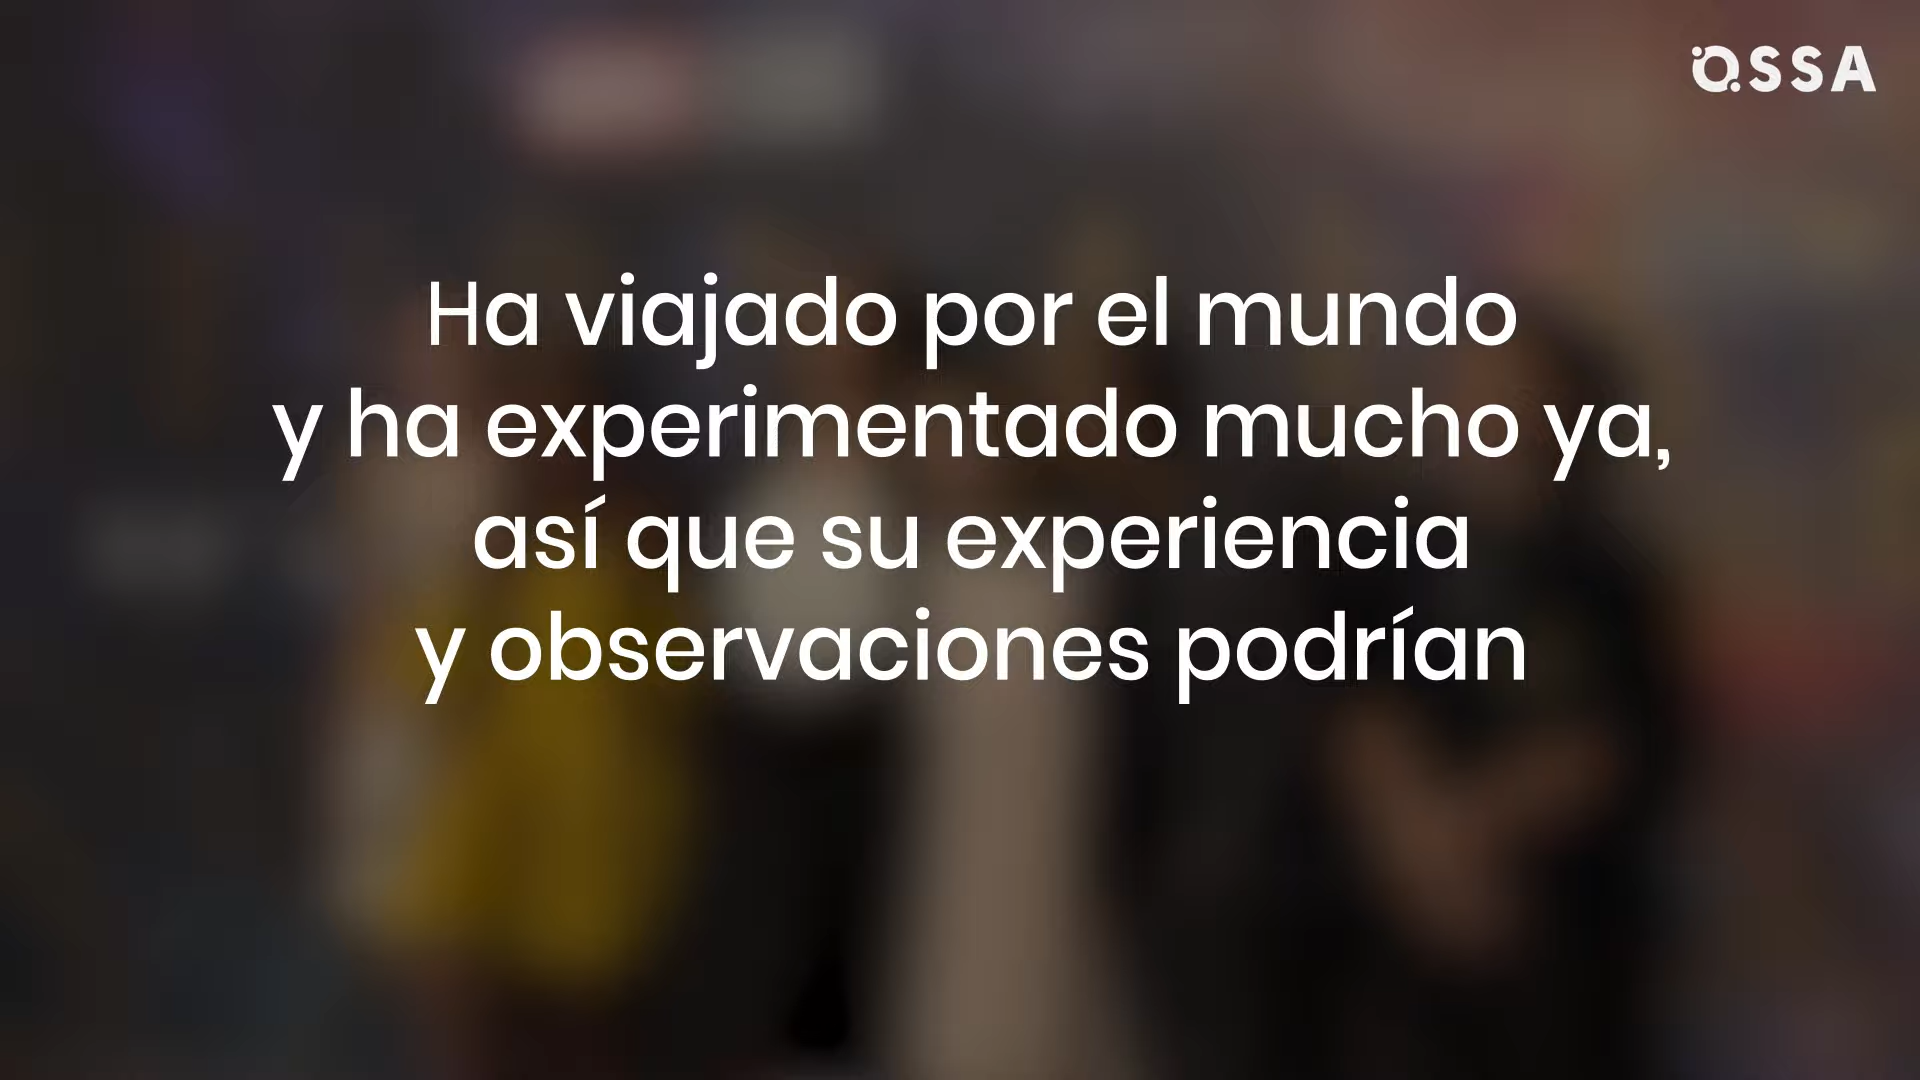 OSSA
Ha viajado por el mundo
y ha experimentado mucho ya,
así que su experiencia
y observaciones podrían